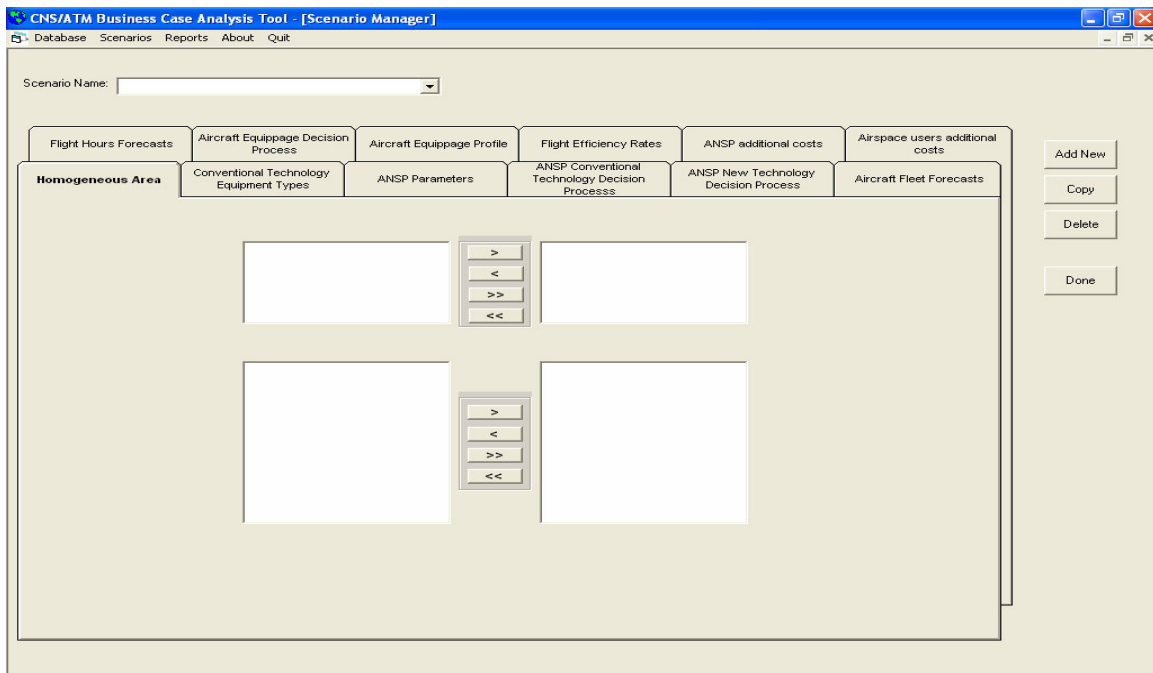 CNS/ATM Business Case Analysis Tool - [Scenario Manager]
Database Scenarios Reports About Quit
Scenario Name:
Flight Hours Forecasts
Aircraft Equippage Decision
Process
Aircraft Equippage Profile
Flight Efficiency Rates
ANSP additional costs
Airspace users additional
costs
Homogeneous Area
Conventional Technology
Equipment Types
ANSP Parameters
ANSP Conventional
Technology Decision
Processs
ANSP New Technology
Decision Process
Aircraft Fleet Forecasts
Add New
Copy
Delete
Done
>
<
>>
<<
>
<
>>
<<